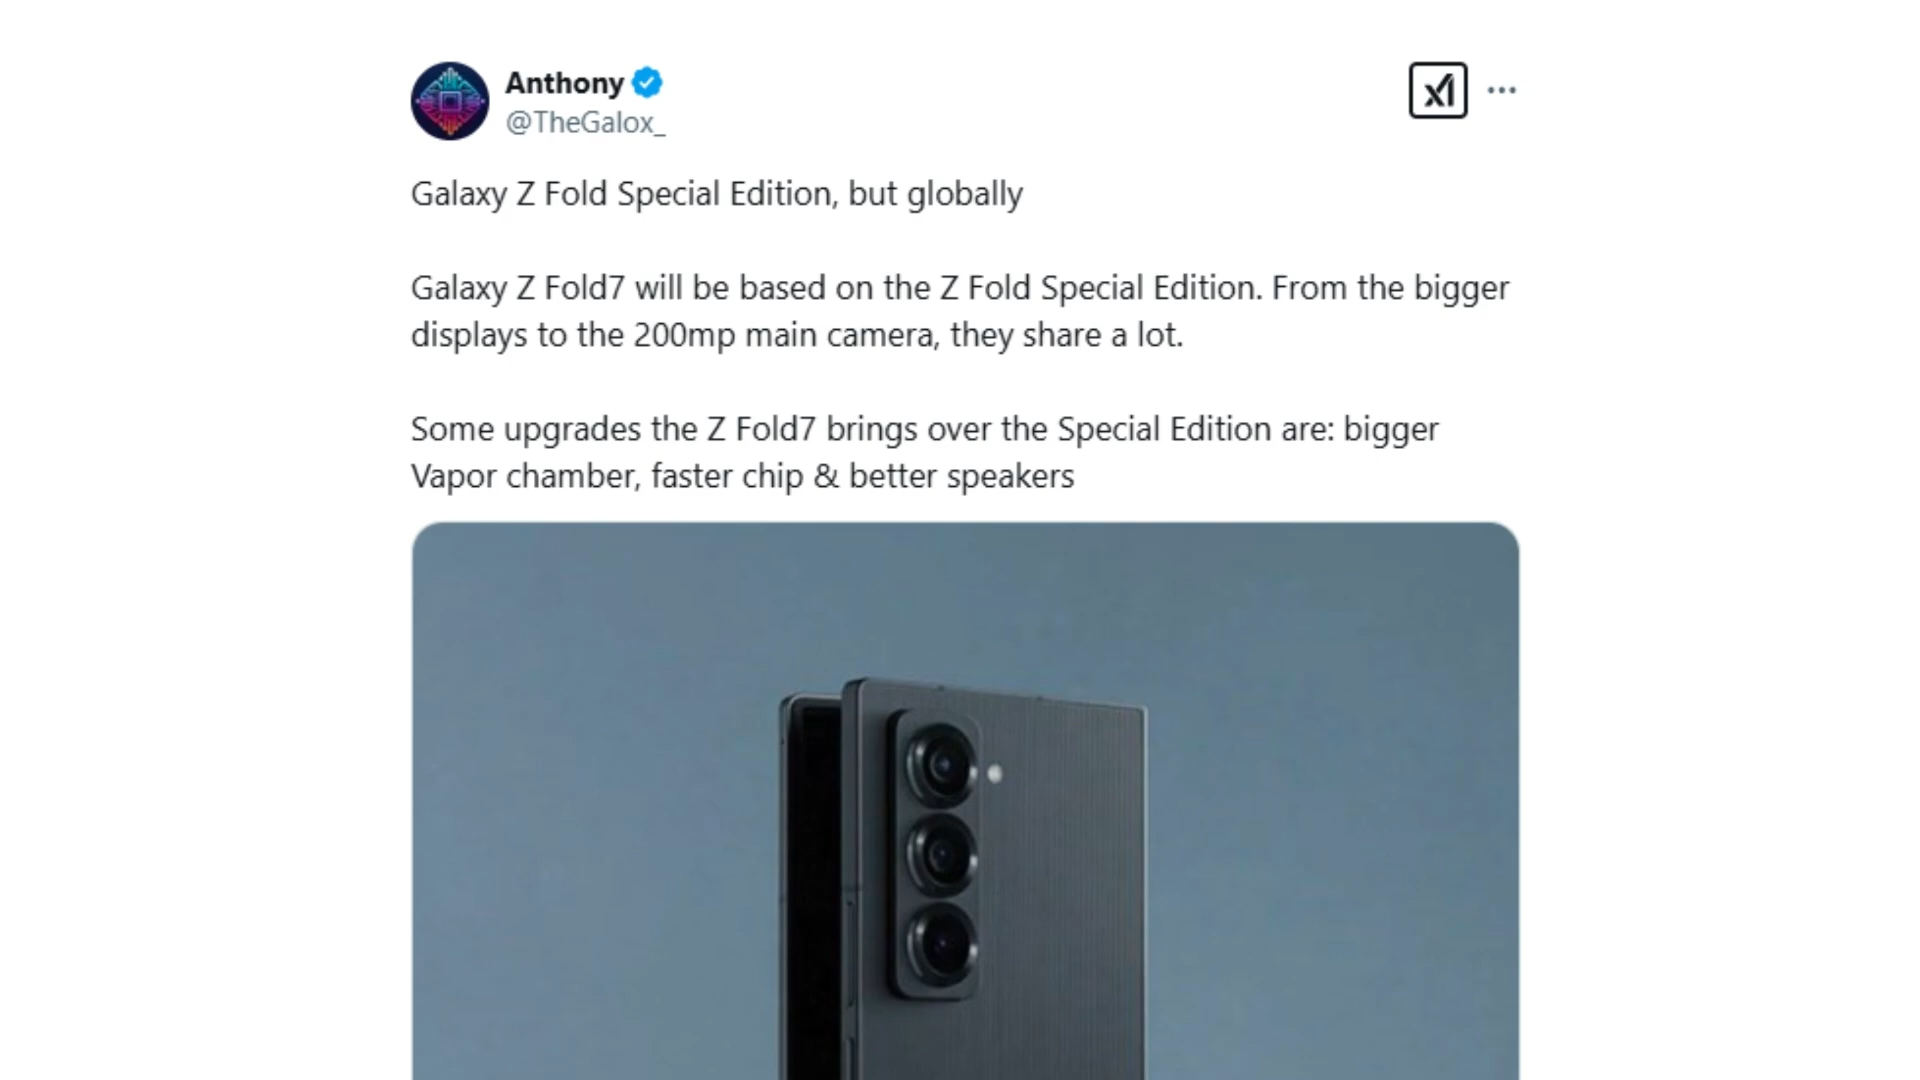 Anthony
@TheGalox_
Galaxy Z Fold Special Edition, but globally
Galaxy Z Fold7 will be based on the Z Fold Special Edition. From the bigger
displays to the 200mp main camera, they share a lot.
Some upgrades the Z Fold7 brings over the Special Edition are: bigger
Vapor chamber, faster chip & better speakers